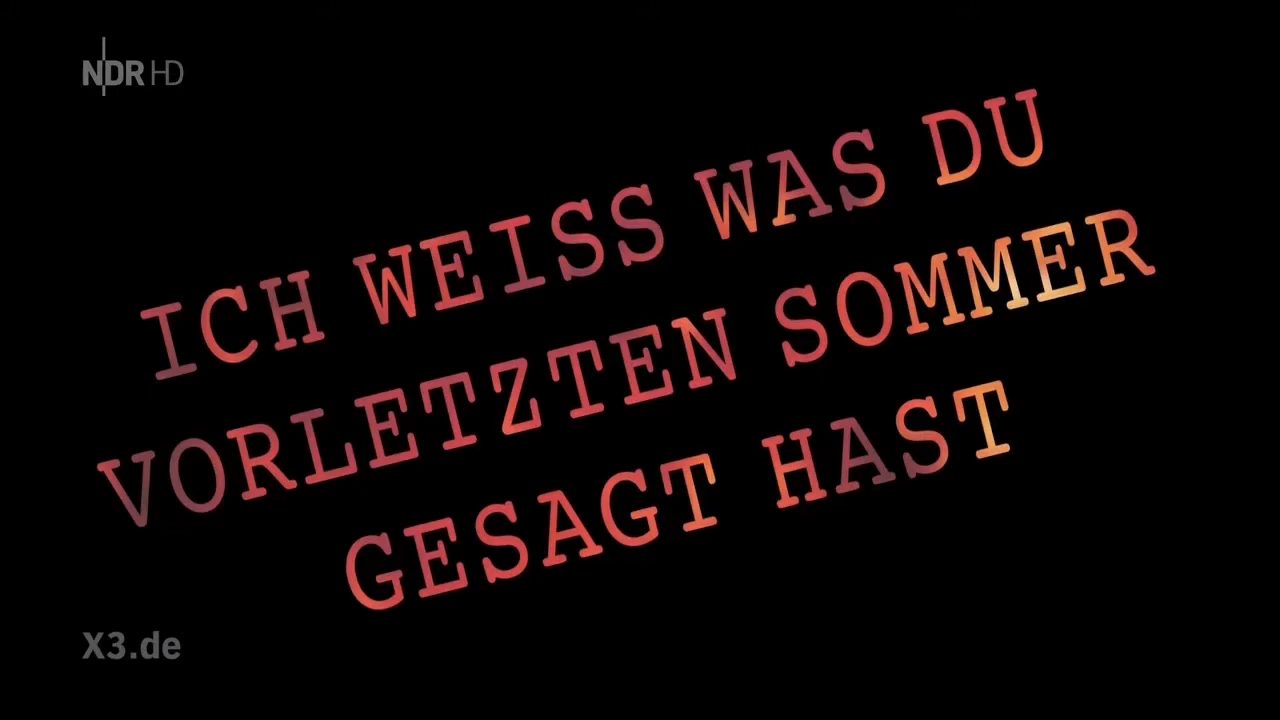 NDR HD
ICH WEISS WAS DU
VORLETZTEN SOMMER
GESAGT HAST
X3.de